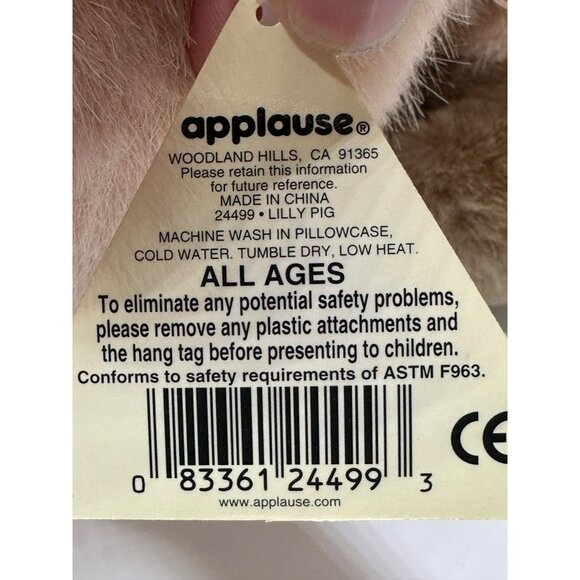 applause®
WOODLAND HILLS, CA 91365
Please retain this information
for future reference.
MADE IN CHINA
24499 • LILLY PIG
MACHINE WASH IN PILLOWCASE,
COLD WATER. TUMBLE DRY, LOW HEAT.
ALL AGES
To eliminate any potential safety problems,
please remove any plastic attachments and
the hang tag before presenting to children.
Conforms to safety requirements of ASTM F963.
CE
0 83361 24499 3
www.applause.com